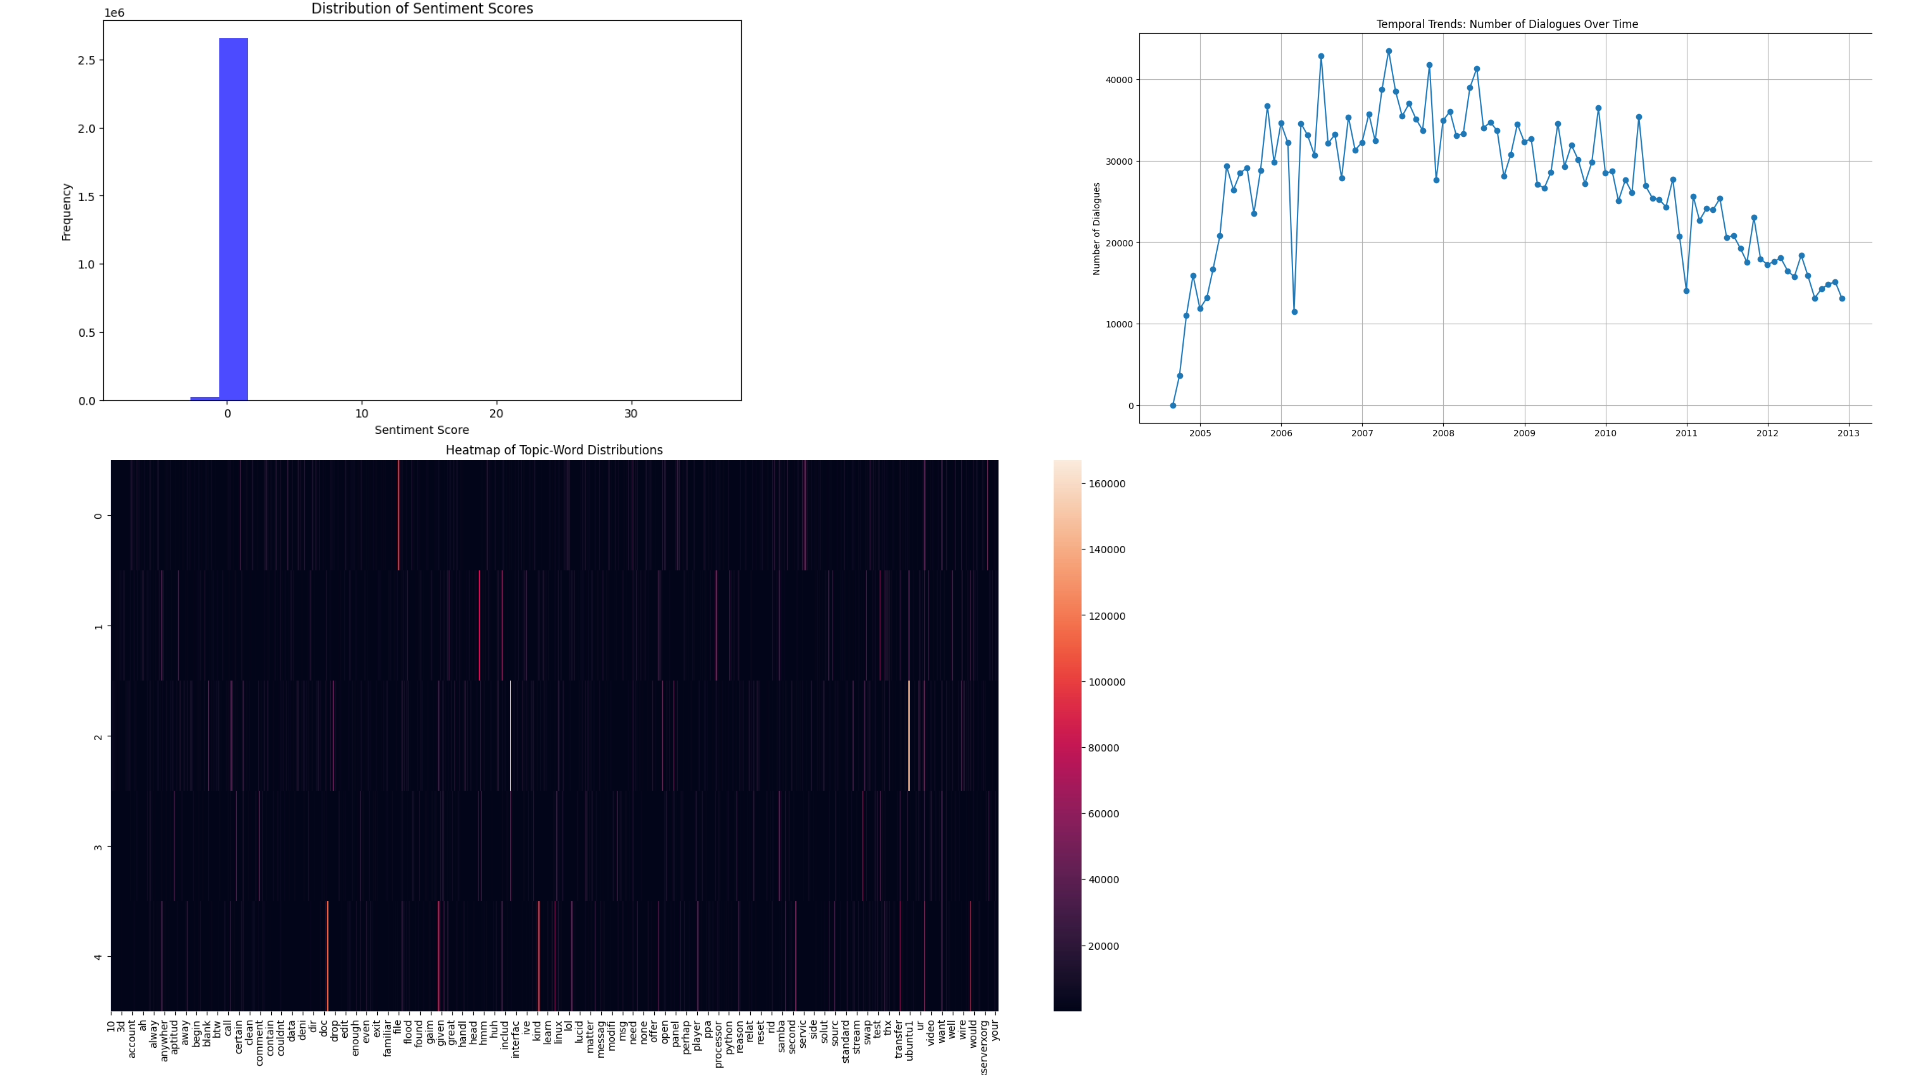 Distribution of Sentiment Scores
1e6
2.5
2.0
1.5
1.0
0.5
0.0
Frequency
0 10 20 30
Sentiment Score
Temporal Trends: Number of Dialogues Over Time
40000
30000
20000
10000
0
Number of Dialogues
2005 2006 2007 2008 2009 2010 2011 2012 2013
Heatmap of Topic-Word Distributions
0
1
2
3
4
160000
140000
120000
100000
80000
60000
40000
20000
10
3d
account
ah
alway
anywher
aptitud
away
begin
blank
btw
call
certain
clean
comment
contain
couldnt
data
deni
dir
doc
drop
edit
enough
even
exit
familiar
file
flood
found
gaim
given
great
handl
head
hmm
huh
includ
interfac
ive
kind
learn
linux
lol
lucid
matter
messag
modifi
msg
need
none
offer
open
panel
perhap
player
ppa
processor
python
reason
relat
reset
rid
samba
second
servic
side
solut
sourc
standard
stream
swap
test
thx
transfer
ubuntu1
ur
video
want
well
wire
would
serverxorg
your